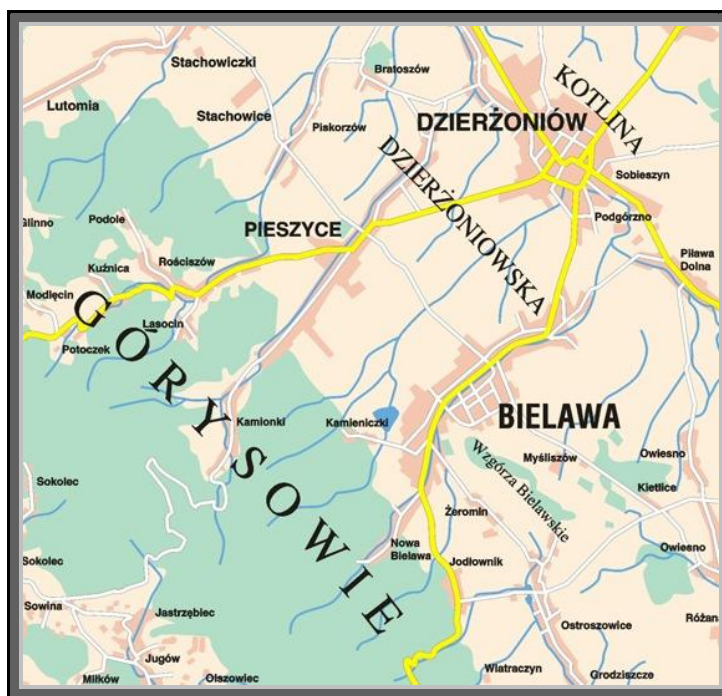 Stachowiczki
Bratoszów
KOTLINA
Lutomia
Stachowice
Piskorzów
DZIERŻONIÓW
DZIERŻONIOWSKA
Sobieszyn
Podole
PIESZYCE
Podgórzno
Glinno
Kuźnica
Rościszów
Piława
Dolna
Modlęcin
GÓRY SOWIE
Lasocin
Potoczek
Kamionki
Kamieniczki
BIELAWA
Wzgórza Bielawskie
Myśliszów
Owiesno
Sokolec
Kietlice
Żeromin
Nowa
Bielawa
Jodłownik
Owiesno
Sokolec
Sowina
Jastrzębiec
Ostroszowice
Różana
Jugów
Miłków
Olszowiec
Wiatraczyn
Grodziszcze